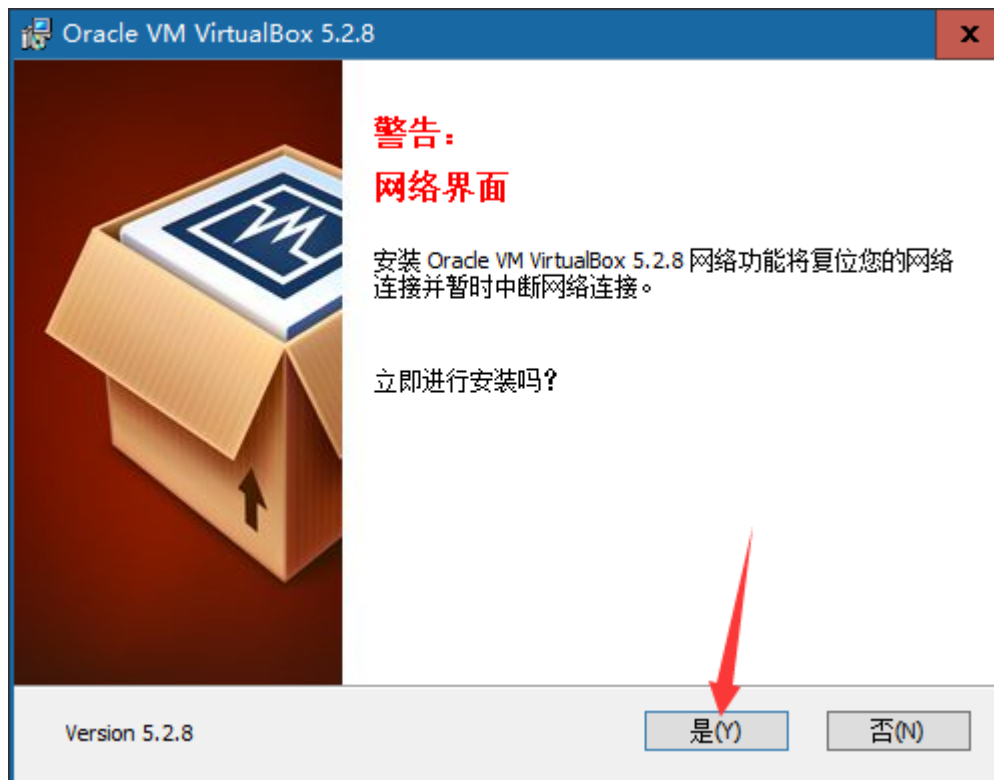 Oracle VM VirtualBox 5.2.8
x
警告：
网络界面
安装 Oracle VM VirtualBox 5.2.8 网络功能将复位您的网络
连接并暂时中断网络连接。
立即进行安装吗？
Version 5.2.8
是(Y)
否(N)